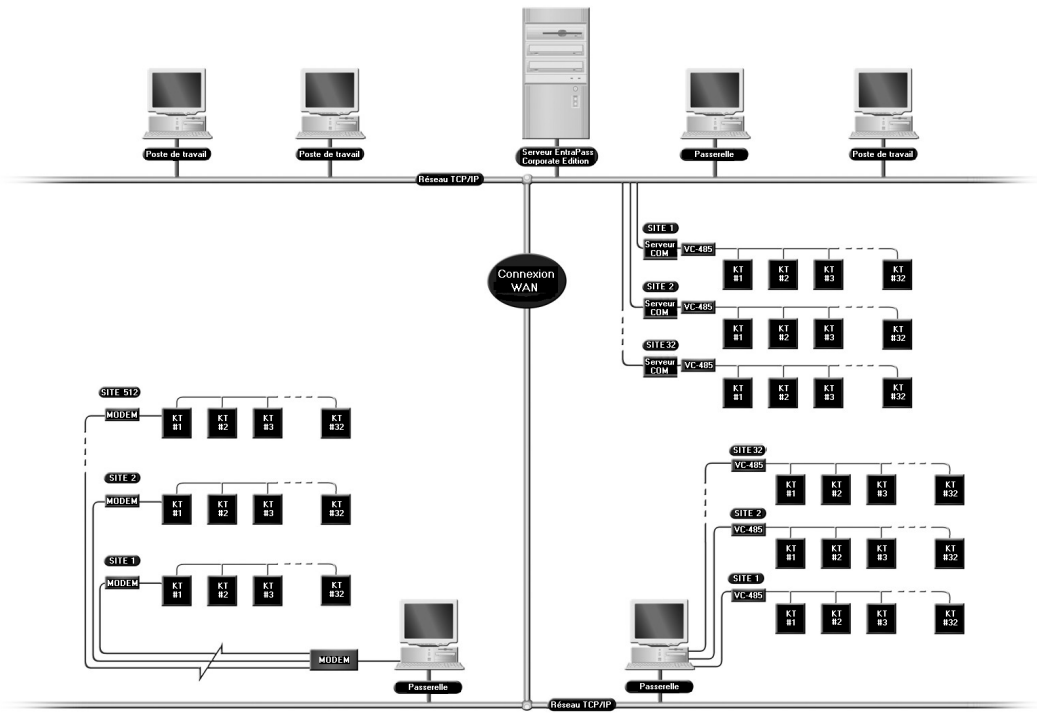 Poste de travail
Poste de travail
Serveur EntraPass
Corporate Edition
Passerelle
Poste de travail
Réseau TCP/IP
SITE 1
Serveur
COM
VC-485
KT
#1
KT
#2
KT
#3
KT
#32
Connexion
WAN
SITE 2
Serveur
COM
VC-485
KT
#1
KT
#2
KT
#3
KT
#32
SITE 32
Serveur
COM
VC-485
KT
#1
KT
#2
KT
#3
KT
#32
SITE 512
MODEM
KT
#1
KT
#2
KT
#3
KT
#32
SITE 2
MODEM
KT
#1
KT
#2
KT
#3
KT
#32
SITE 1
MODEM
KT
#1
KT
#2
KT
#3
KT
#32
MODEM
Passerelle
SITE 32
VC-485
KT
#1
KT
#2
KT
#3
KT
#32
SITE 2
VC-485
KT
#1
KT
#2
KT
#3
KT
#32
SITE 1
VC-485
KT
#1
KT
#2
KT
#3
KT
#32
Passerelle
Réseau TCP/IP